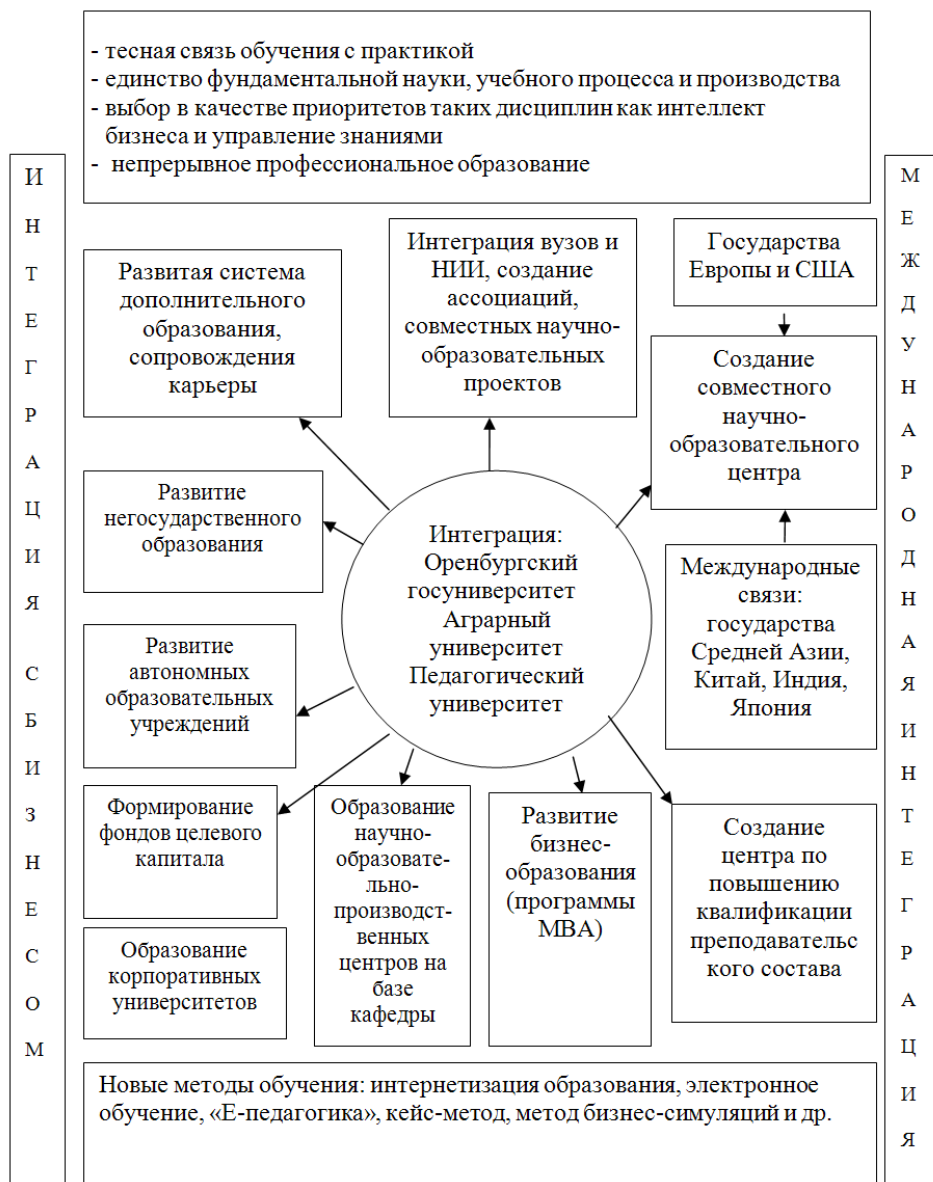 - тесная связь обучения с практикой
- единство фундаментальной науки, учебного процесса и производства
- выбор в качестве приоритетов таких дисциплин как интеллект
бизнеса и управление знаниями
- непрерывное профессиональное образование
ИНТЕГРАЦИЯ С БИЗНЕСОМ
Развитая система
дополнительного
образования,
сопровождения
карьеры
Интеграция вузов и
НИИ, создание
ассоциаций,
совместных научно-
образовательных
проектов
Государства
Европы и США
Создание
совместного
научно-
образовательного
центра
Развитие
негосударственного
образования
Интеграция:
Оренбургский
госуниверситет
Аграрный
университет
Педагогический
университет
Международные
связи:
государства
Средней Азии,
Китай, Индия,
Япония
Развитие
автономных
образовательных
учреждений
Формирование
фондов целевого
капитала
Образование
научно-
образовате-
льно-
производст-
венных
центров на
базе
кафедры
Развитие
бизнес-
образования
(программы
МВА)
Создание
центра по
повышению
квалификации
преподавательс
кого состава
Образование
корпоративных
университетов
МЕЖДУНАРОДНАЯ ИНТЕГРАЦИЯ
Новые методы обучения: интернетизация образования, электронное
обучение, «Е-педагогика», кейс-метод, метод бизнес-симуляций и др.